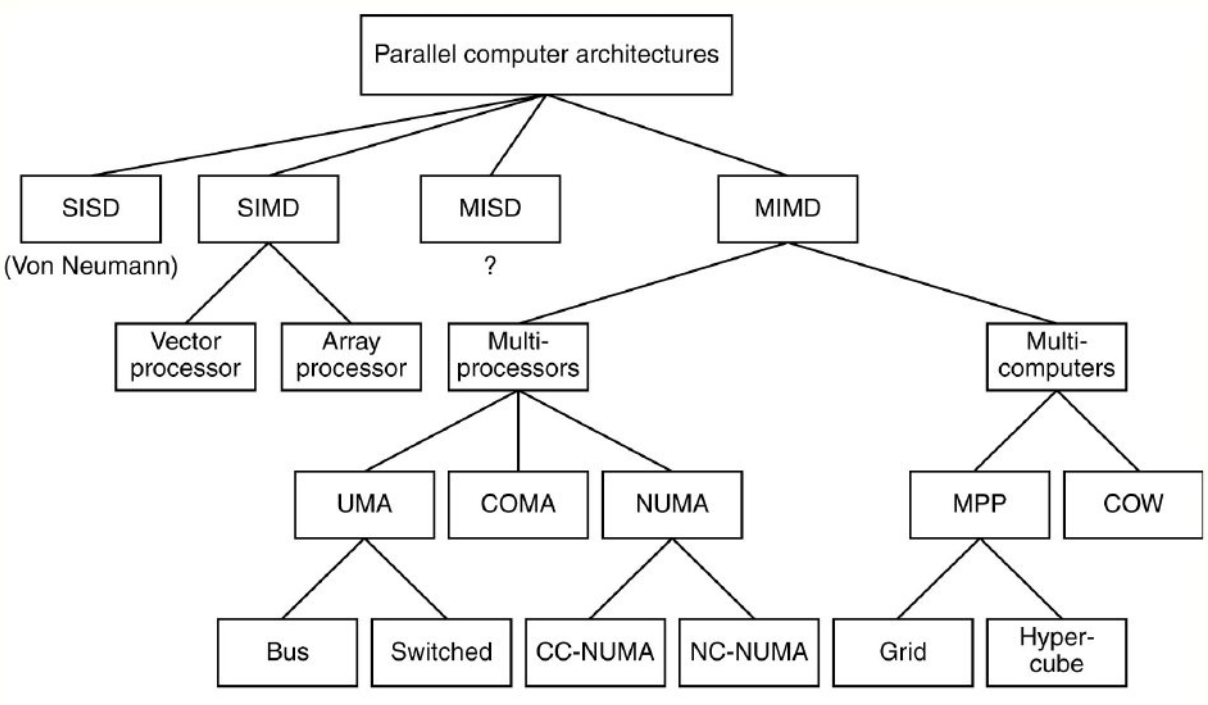 Parallel computer architectures
SISD
SIMD
MISD
MIMD
(Von Neumann)
?
Vector
processor
Array
processor
Multi-
processors
Multi-
computers
UMA
COMA
NUMA
MPP
COW
Bus
Switched
CC-NUMA
NC-NUMA
Grid
Hyper-
cube